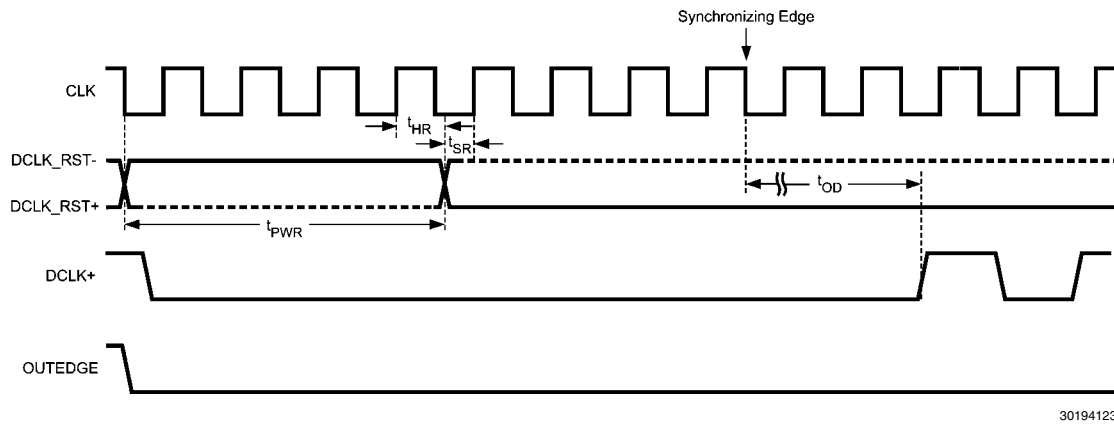 Synchronizing Edge
CLK
tHR
tSR
DCLK_RST-
tOD
DCLK_RST+
tPWR
DCLK+
OUTEDGE
30194123